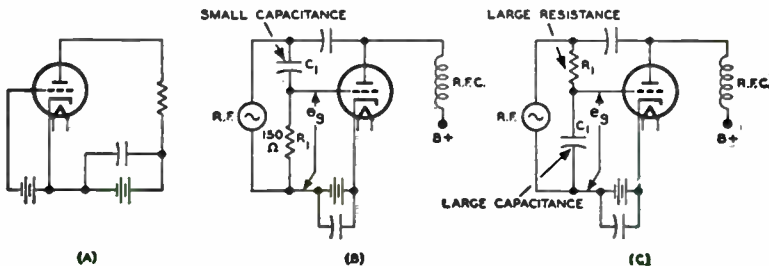 SMALL CAPACITANCE
C1
R.F.
150
Ω
R1
eg
R.F.C.
B+
LARGE RESISTANCE
R1
R.F.
C1
eg
R.F.C.
B+
LARGE CAPACITANCE
(A)
(B)
(C)